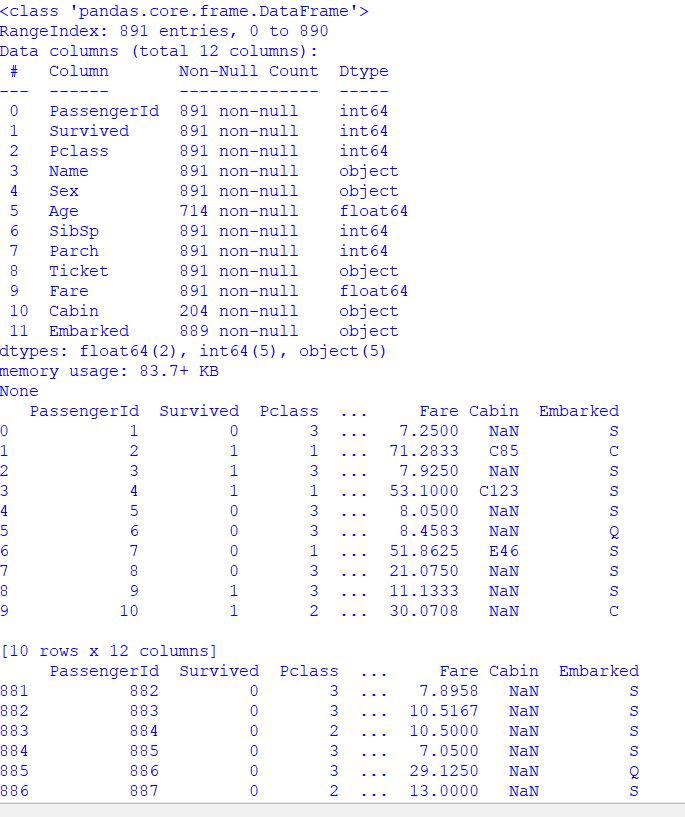 <class 'pandas.core.frame.DataFrame'>
RangeIndex: 891 entries, 0 to 890
Data columns (total 12 columns):
 #   Column       Non-Null Count  Dtype
---  ------       --------------  -----
 0   PassengerId  891 non-null    int64
 1   Survived     891 non-null    int64
 2   Pclass       891 non-null    int64
 3   Name         891 non-null    object
 4   Sex          891 non-null    object
 5   Age          714 non-null    float64
 6   SibSp        891 non-null    int64
 7   Parch        891 non-null    int64
 8   Ticket       891 non-null    object
 9   Fare         891 non-null    float64
 10  Cabin        204 non-null    object
 11  Embarked     889 non-null    object
dtypes: float64(2), int64(5), object(5)
memory usage: 83.7+ KB
None
   PassengerId  Survived  Pclass  ...     Fare Cabin  Embarked
0            1         0       3  ...   7.2500   NaN         S
1            2         1       1  ...  71.2833   C85         C
2            3         1       3  ...   7.9250   NaN         S
3            4         1       1  ...  53.1000  C123         S
4            5         0       3  ...   8.0500   NaN         S
5            6         0       3  ...   8.4583   NaN         Q
6            7         0       1  ...  51.8625   E46         S
7            8         0       3  ...  21.0750   NaN         S
8            9         1       3  ...  11.1333   NaN         S
9           10         1       2  ...  30.0708   NaN         C
[10 rows x 12 columns]
     PassengerId  Survived  Pclass  ...     Fare Cabin  Embarked
881          882         0       3  ...   7.8958   NaN         S
882          883         0       3  ...  10.5167   NaN         S
883          884         0       2  ...  10.5000   NaN         S
884          885         0       3  ...   7.0500   NaN         S
885          886         0       3  ...  29.1250   NaN         Q
886          887         0       2  ...  13.0000   NaN         S